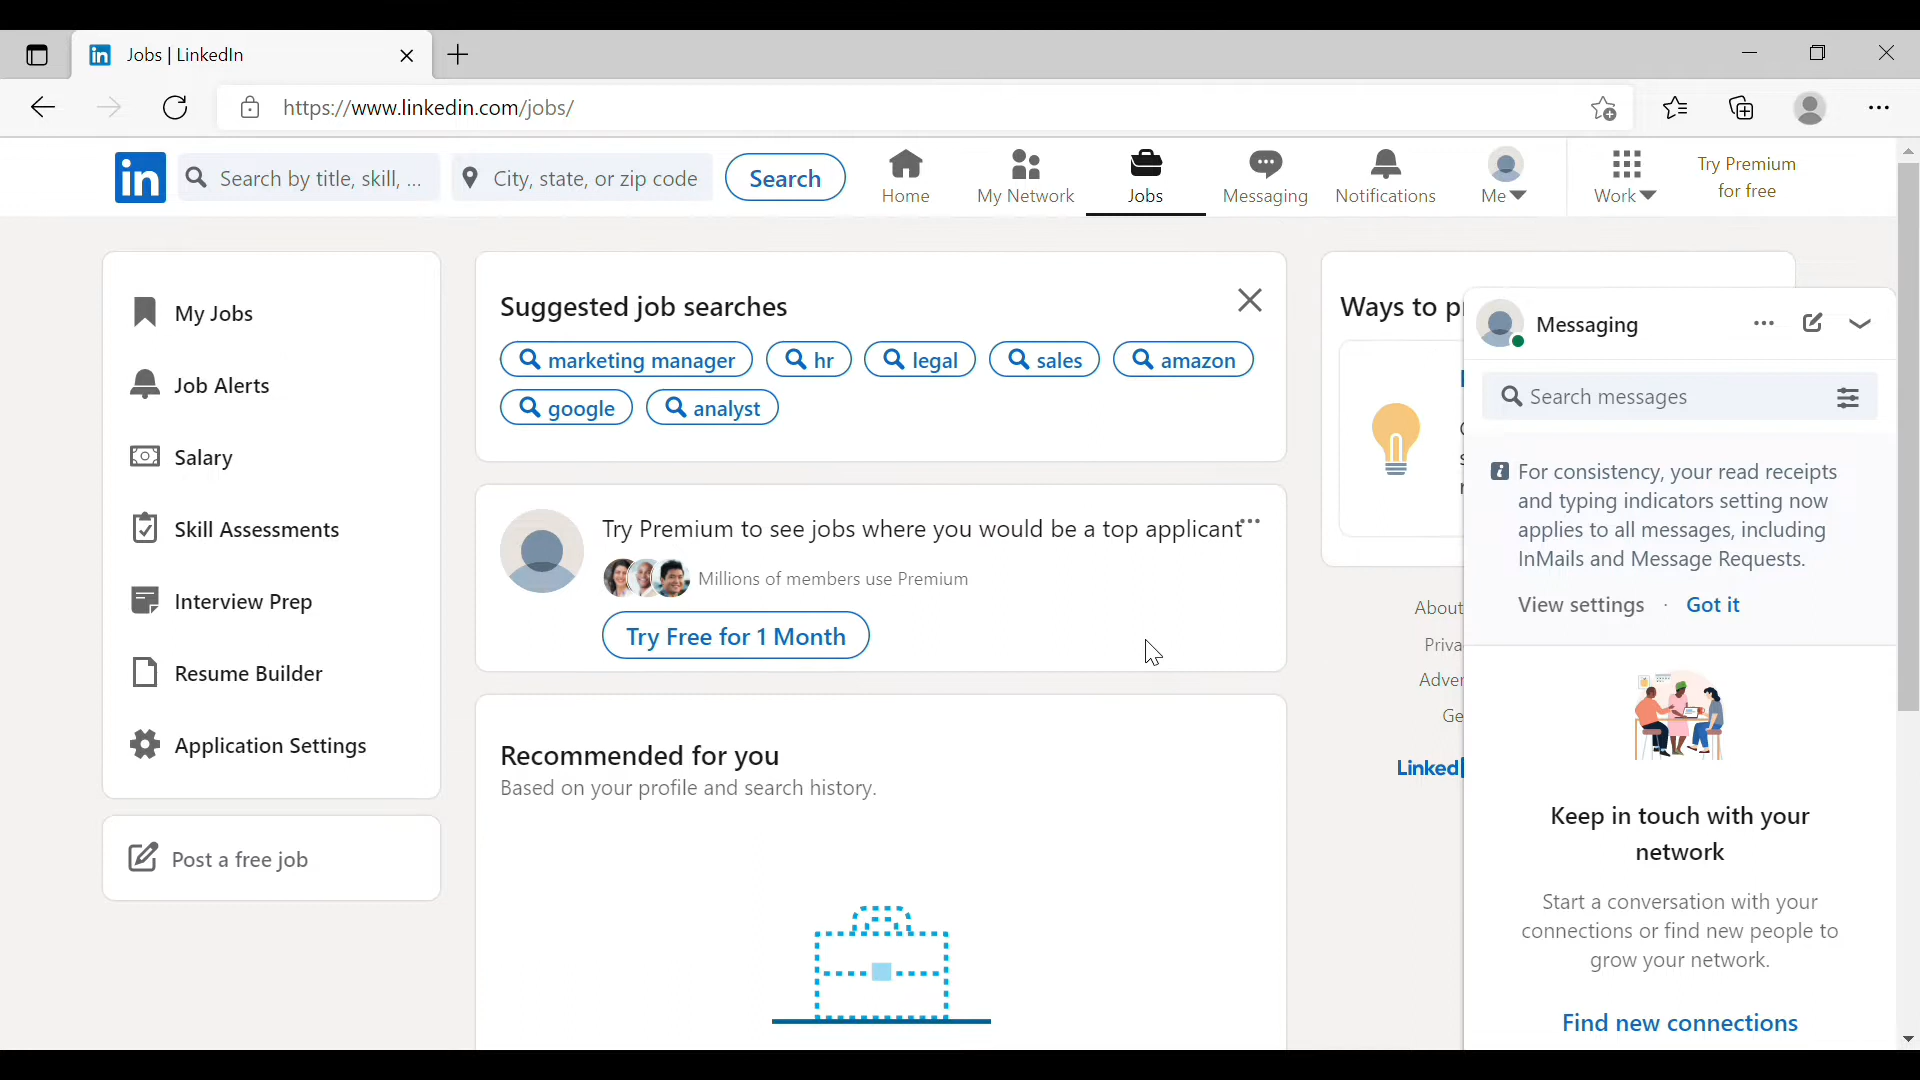 Jobs | LinkedIn
https://www.linkedin.com/jobs/
in
Search by title, skill, ...
City, state, or zip code
Search
Home
My Network
Jobs
Messaging
Notifications
Me
Work
Try Premium
for free
My Jobs
Job Alerts
Salary
Skill Assessments
Interview Prep
Resume Builder
Application Settings
Post a free job
Suggested job searches
marketing manager
hr
legal
sales
amazon
google
analyst
Try Premium to see jobs where you would be a top applicant
Millions of members use Premium
Try Free for 1 Month
Recommended for you
Based on your profile and search history.
Ways to
About
Linked
Messaging
Search messages
For consistency, your read receipts
and typing indicators setting now
applies to all messages, including
InMails and Message Requests.
View settings · Got it
Keep in touch with your
network
Start a conversation with your
connections or find new people to
grow your network.
Find new connections